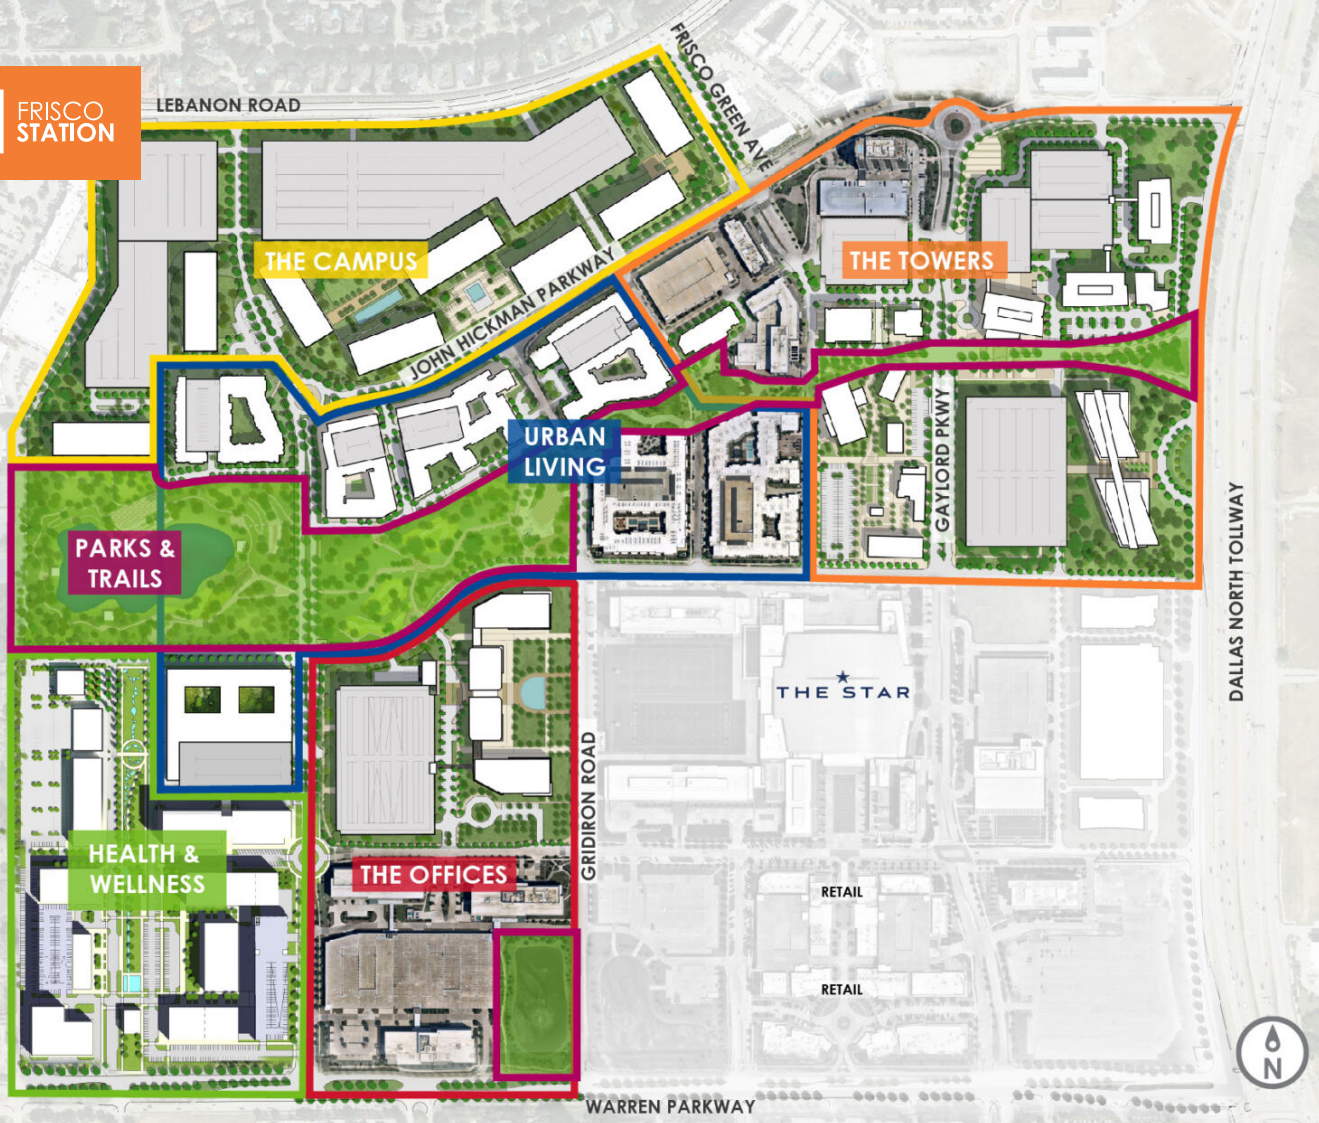 FRISCO
STATION
LEBANON ROAD
FRISCO GREEN AVE
THE CAMPUS
THE TOWERS
JOHN HICKMAN PARKWAY
URBAN
LIVING
GAYLORD PKWY
PARKS &
TRAILS
DALLAS NORTH TOLLWAY
THE STAR
GRIDIRON ROAD
HEALTH &
WELLNESS
THE OFFICES
RETAIL
RETAIL
N
WARREN PARKWAY